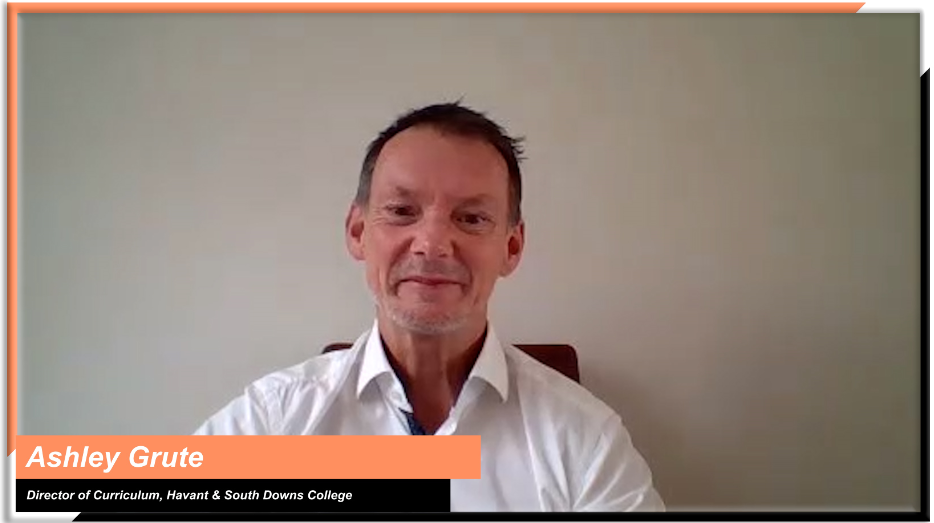 Ashley Grute
Director of Curriculum, Havant & South Downs College